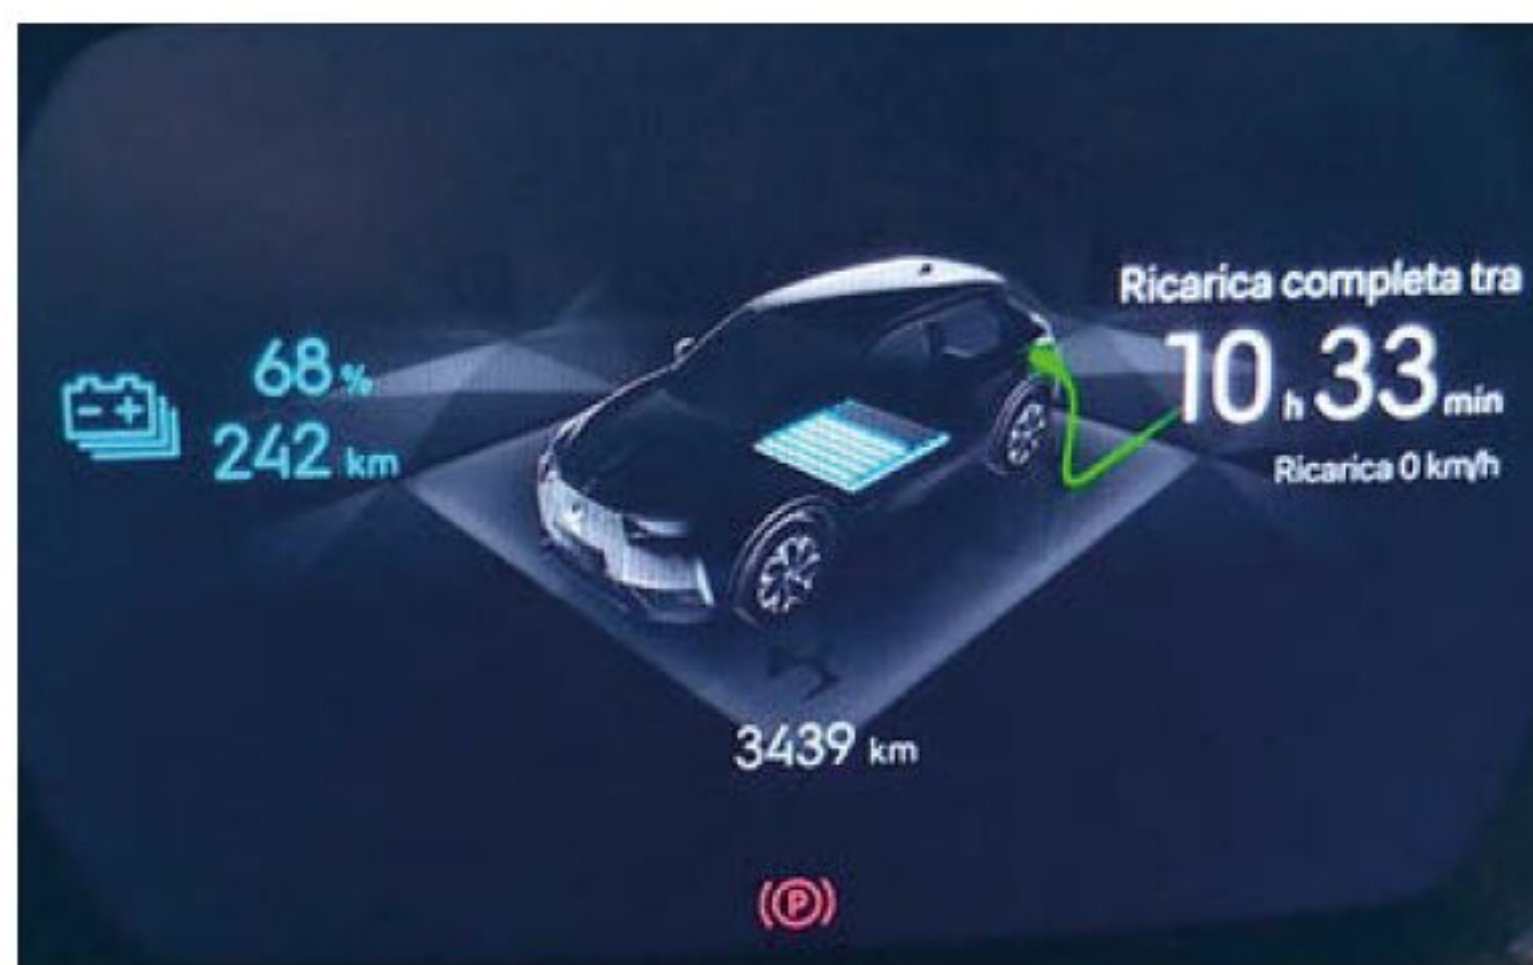 68 %
242 km
Ricarica completa tra
10 h 33 min
Ricarica 0 km/h
3439 km
(P)